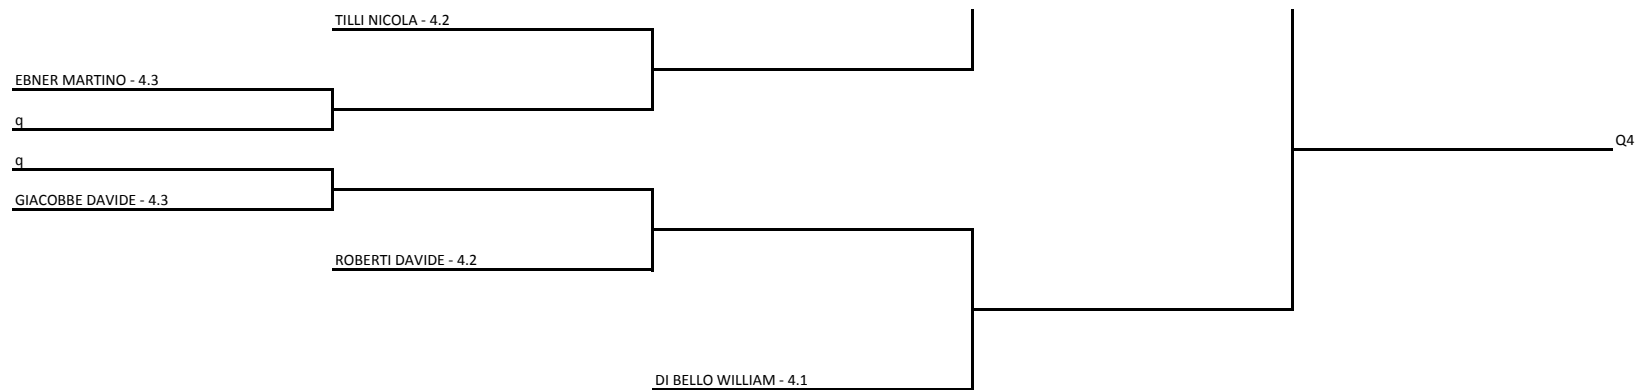 TILLI NICOLA - 4.2
EBNER MARTINO - 4.3
q
Q4
q
GIACOBBE DAVIDE - 4.3
ROBERTI DAVIDE - 4.2
DI BELLO WILLIAM - 4.1